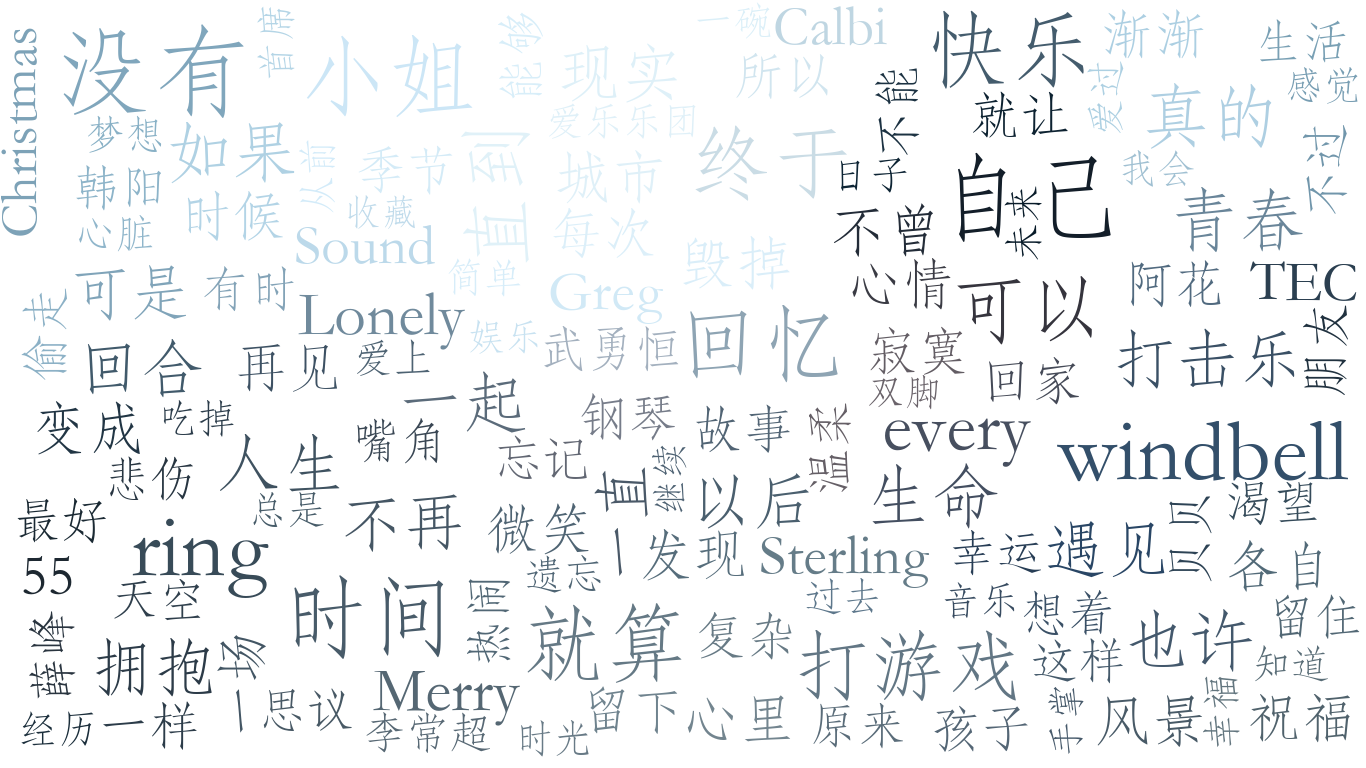 Christmas
没有
首席
小姐
能够
现实
一碗
Calbi
所以
快乐
不能
就让
渐渐
爱过
真的
生活
感觉
不过
梦想
如果
从前
季节
直到
爱乐乐团
城市
终于
日子
自己
未来
我会
韩阳
时候
收藏
心脏
Sound
每次
不曾
青春
可是
有时
简单
Greg
毁掉
心情
可以
阿花
TEC
偷走
Lonely
娱乐
武勇恒
回忆
寂寞
打击乐
朋友
回合
再见
爱上
一起
双脚
回家
变成
吃掉
嘴角
钢琴
故事
温柔
every
windbell
悲伤
人生
忘记
继续
一直
以后
生命
渴望
贝贝
最好
总是
不再
微笑
发现
Sterling
幸运
遇见
各自
55
ring
天空
时间
热闹
遗忘
过去
音乐
想着
留住
薛峰
拥抱
一场
就算
复杂
打游戏
这样
也许
知道
Merry
经历
一样
思议
李常超
时光
留下
心里
原来
孩子
手掌
风景
幸福
祝福